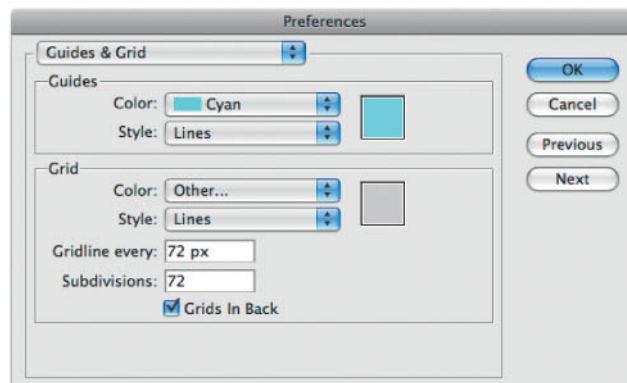 Preferences
Guides & Grid
Guides
Color: Cyan
Style: Lines
Grid
Color: Other...
Style: Lines
Gridline every: 72 px
Subdivisions: 72
Grids In Back
OK
Cancel
Previous
Next